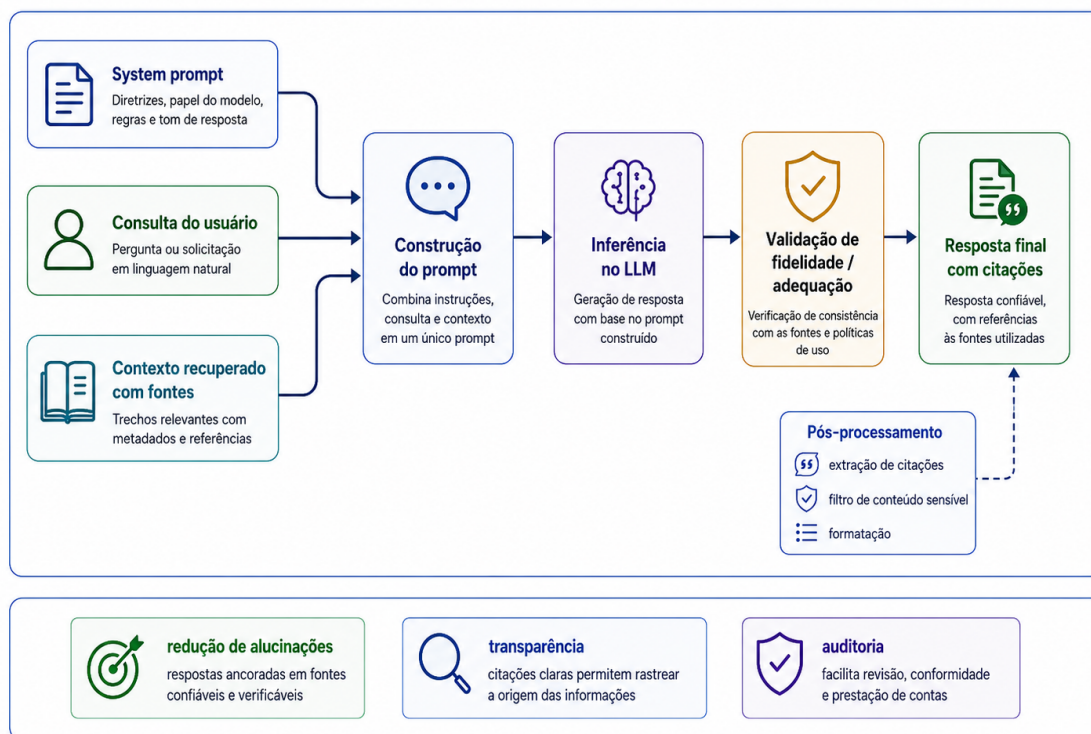 System prompt
Diretrizes, papel do modelo,
regras e tom de resposta
Consulta do usuário
Pergunta ou solicitação
em linguagem natural
Contexto recuperado
com fontes
Trechos relevantes com
metadados e referências
Construção
do prompt
Combina instruções,
consulta e contexto
em um único prompt
Inferência
no LLM
Geração de resposta
com base no prompt
construído
Validação de
fidelidade /
adequação
Verificação de consistência
com as fontes e políticas
de uso
Resposta final
com citações
Resposta confiável,
com referências
às fontes utilizadas
Pós-processamento
extração de citações
filtro de conteúdo sensível
formatação
redução de alucinações
respostas ancoradas em fontes
confiáveis e verificáveis
transparência
citações claras permitem rastrear
a origem das informações
auditoria
facilita revisão, conformidade
e prestação de contas